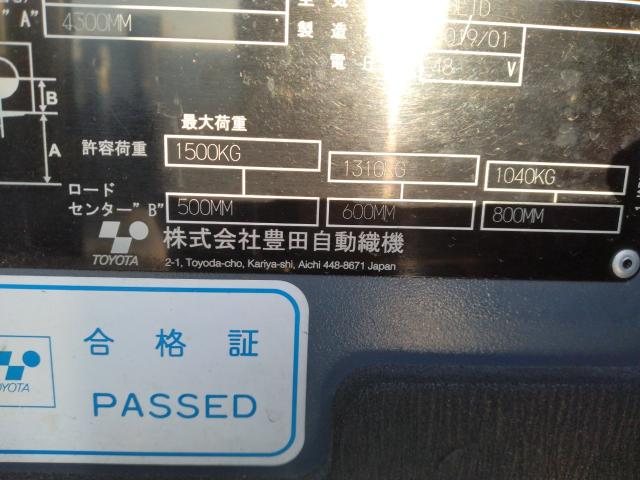 "A"
4300MM
製造
2019/01
電
48 V
B
A
最大荷重
許容荷重 1500KG 1310KG 1040KG
ロード
センター"B" 500MM 600MM 800MM
TOYOTA
株式会社豊田自動織機
2-1, Toyoda-cho, Kariya-shi, Aichi 448-8671 Japan
合格証
TOYOTA
PASSED